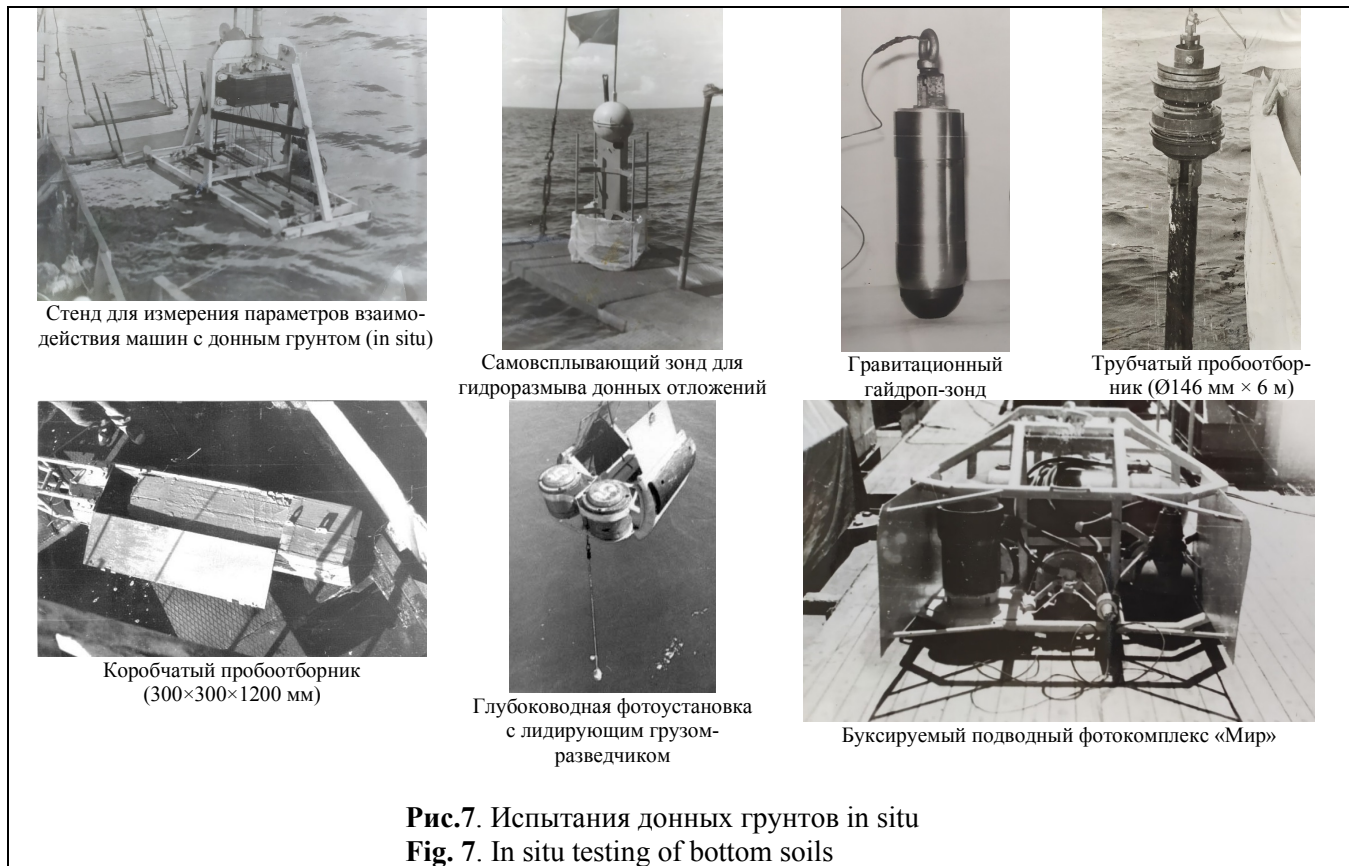 Стенд для измерения параметров взаимо-
действия машин с донным грунтом (in situ)
Самовсплывающий зонд для
гидроразмыва донных отложений
Гравитационный
гайдроп-зонд
Трубчатый пробоотбор-
ник (Ø146 мм × 6 м)
Коробчатый пробоотборник
(300×300×1200 мм)
Глубоководная фотоустановка
с лидирующим грузом-
разведчиком
Буксируемый подводный фотокомплекс «Мир»
Рис.7. Испытания донных грунтов in situ
Fig. 7. In situ testing of bottom soils